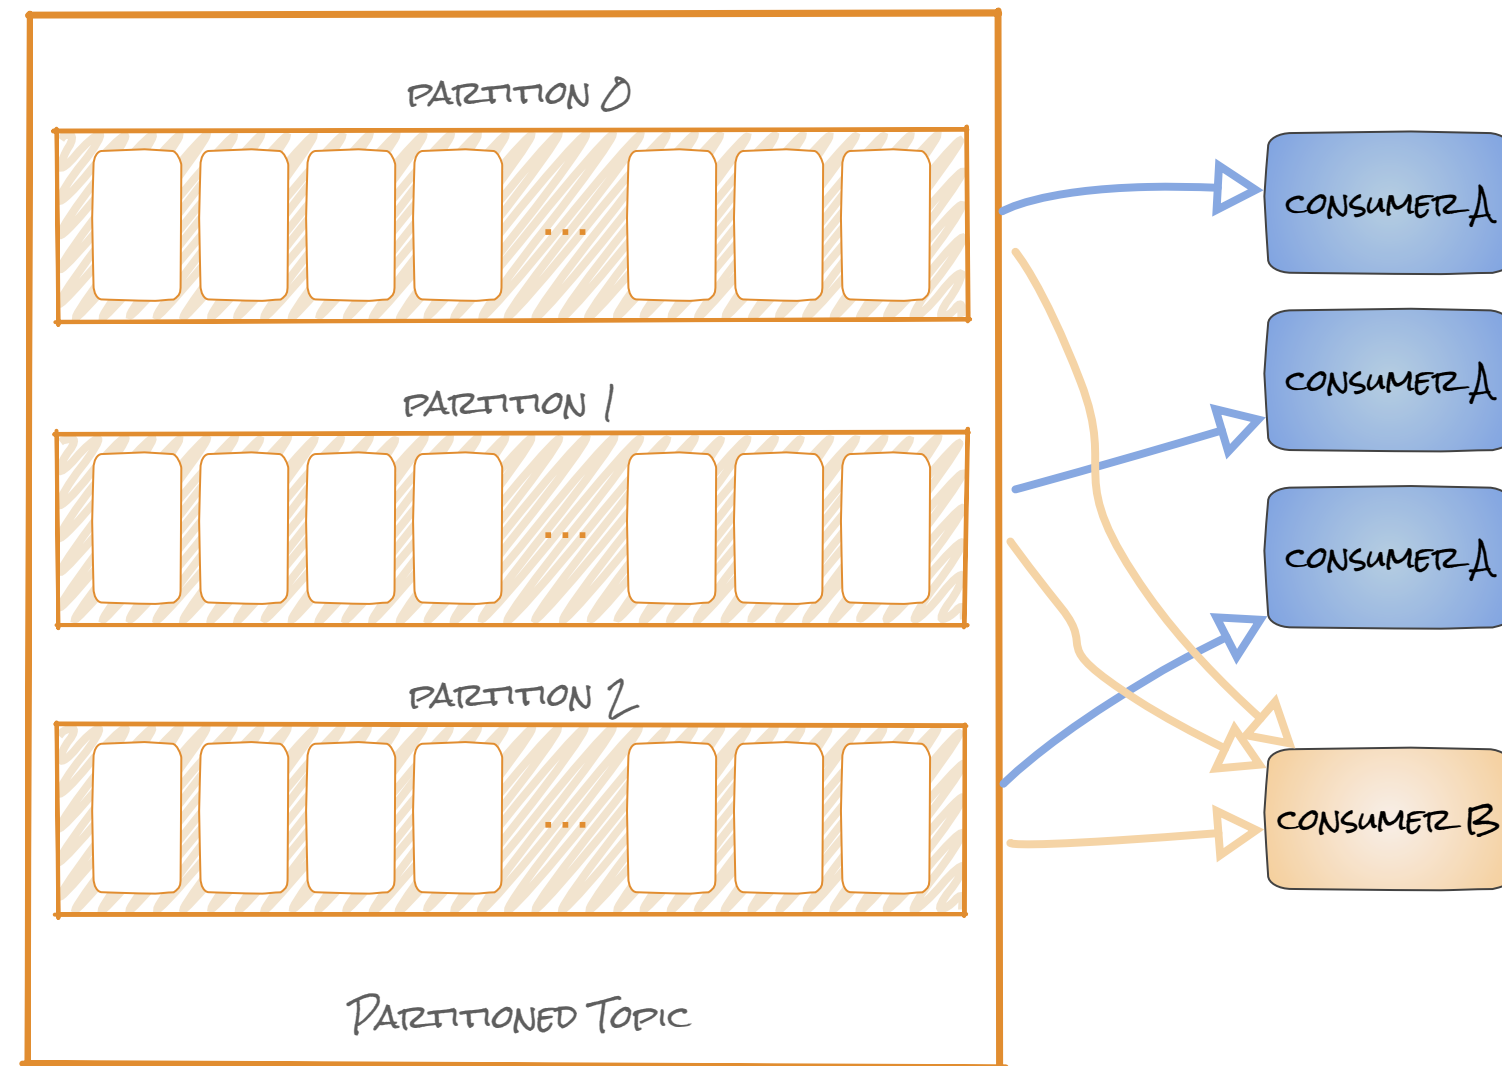 PARTITION 0
...
PARTITION 1
...
PARTITION 2
...
PARTITIONED TOPIC
CONSUMER A
CONSUMER A
CONSUMER A
CONSUMER B